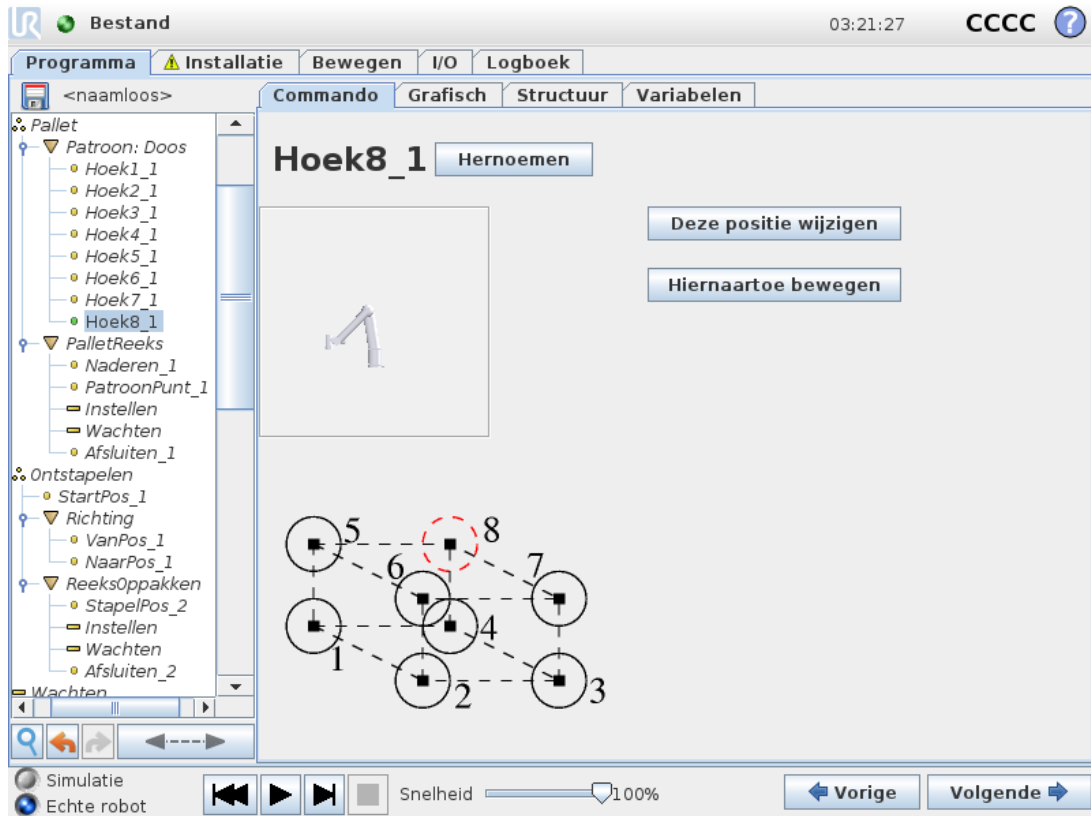 UR Bestand 03:21:27 CCCC ?
Programma Installatie Bewegen I/O Logboek
<naamloos>
Commando Grafisch Structuur Variabelen
Pallet
Patroon: Doos
Hoek1_1
Hoek2_1
Hoek3_1
Hoek4_1
Hoek5_1
Hoek6_1
Hoek7_1
Hoek8_1
PalletReeks
Naderen_1
PatroonPunt_1
Instellen
Wachten
Afsluiten_1
Ontstapelen
StartPos_1
Richting
VanPos_1
NaarPos_1
ReeksOppakken
StapelPos_2
Instellen
Wachten
Afsluiten_2
Wachten
Hoek8_1 Hernoemen
Deze positie wijzigen
Hiernaartoe bewegen
5 8
6 7
1 4
2 3
Simulatie
Echte robot
Snelheid 100%
Vorige Volgende